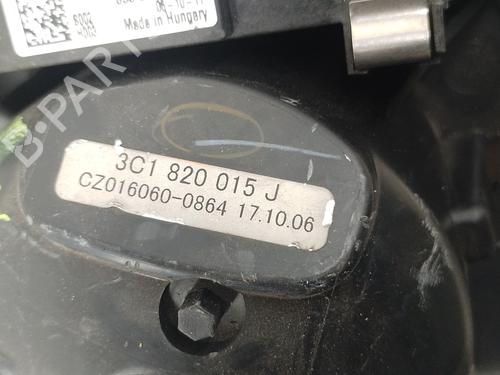 Made in Hungary
3C1 820 015 J
CZ016060-0864 17.10.06
B-PARTS